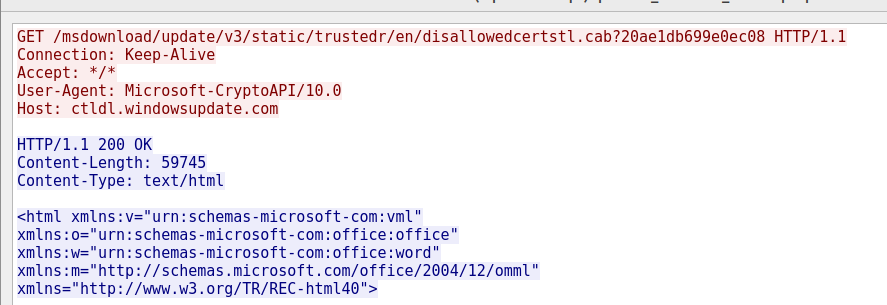 GET /msdownload/update/v3/static/trustedr/en/disallowedcertstl.cab?20ae1db699e0ec08 HTTP/1.1
Connection: Keep-Alive
Accept: */*
User-Agent: Microsoft-CryptoAPI/10.0
Host: ctldl.windowsupdate.com
HTTP/1.1 200 OK
Content-Length: 59745
Content-Type: text/html
<html xmlns:v="urn:schemas-microsoft-com:vml"
xmlns:o="urn:schemas-microsoft-com:office:office"
xmlns:w="urn:schemas-microsoft-com:office:word"
xmlns:m="http://schemas.microsoft.com/office/2004/12/omml"
xmlns="http://www.w3.org/TR/REC-html40">